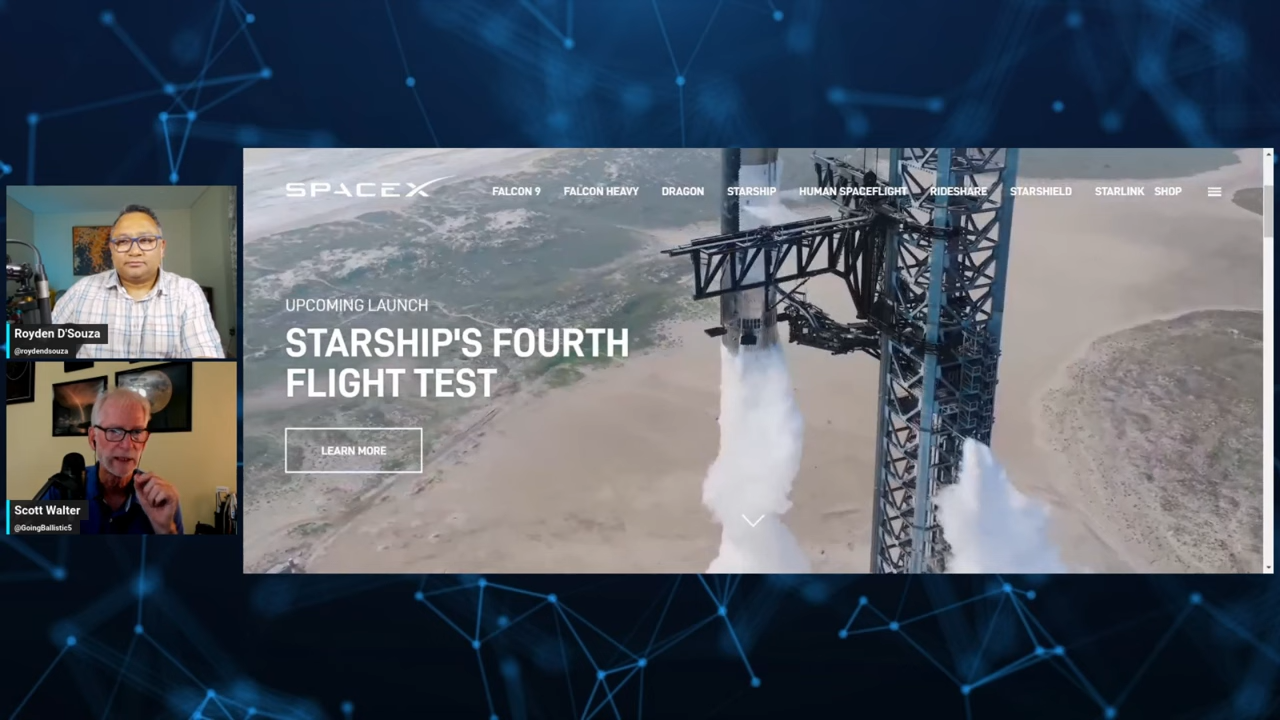 SPACEX
FALCON 9 FALCON HEAVY DRAGON STARSHIP HUMAN SPACEFLIGHT RIDESHARE STARSHIELD STARLINK SHOP
UPCOMING LAUNCH
STARSHIP'S FOURTH
FLIGHT TEST
LEARN MORE
Royden D'Souza
@roydendsouza
Scott Walter
@GoingBallistic5